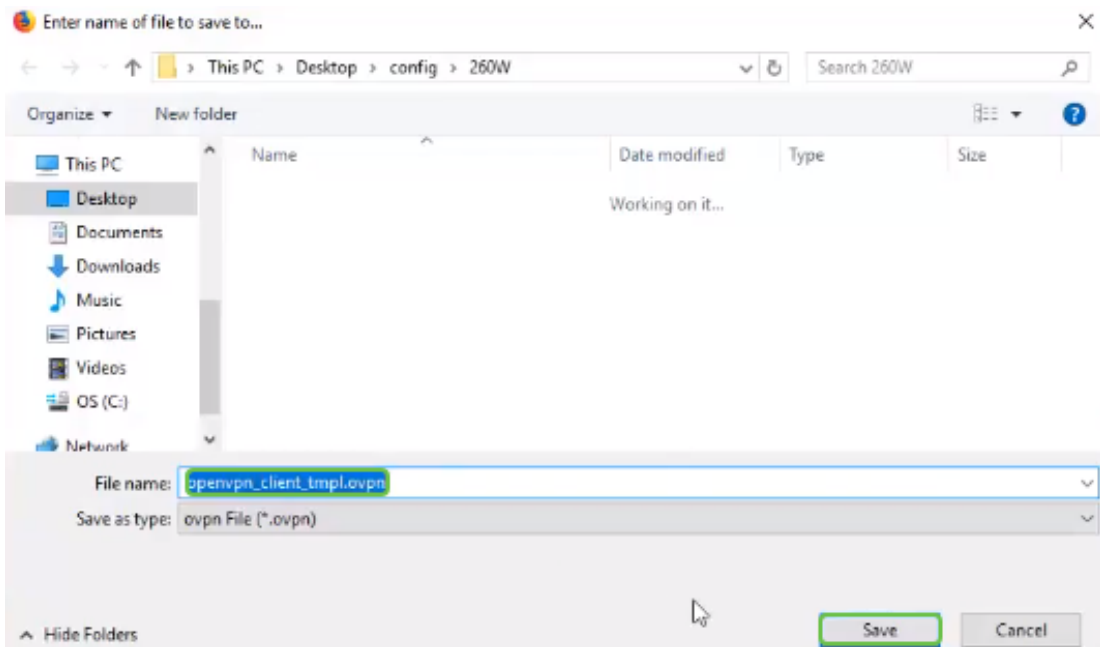 Enter name of file to save to...
This PC > Desktop > config > 260W
Search 260W
Organize
New folder
Name
Date modified
Type
Size
Working on it...
This PC
Desktop
Documents
Downloads
Music
Pictures
Videos
OS (C:)
Network
File name: openvpn_client_tmpl.ovpn
Save as type: ovpn File (*.ovpn)
Hide Folders
Save
Cancel